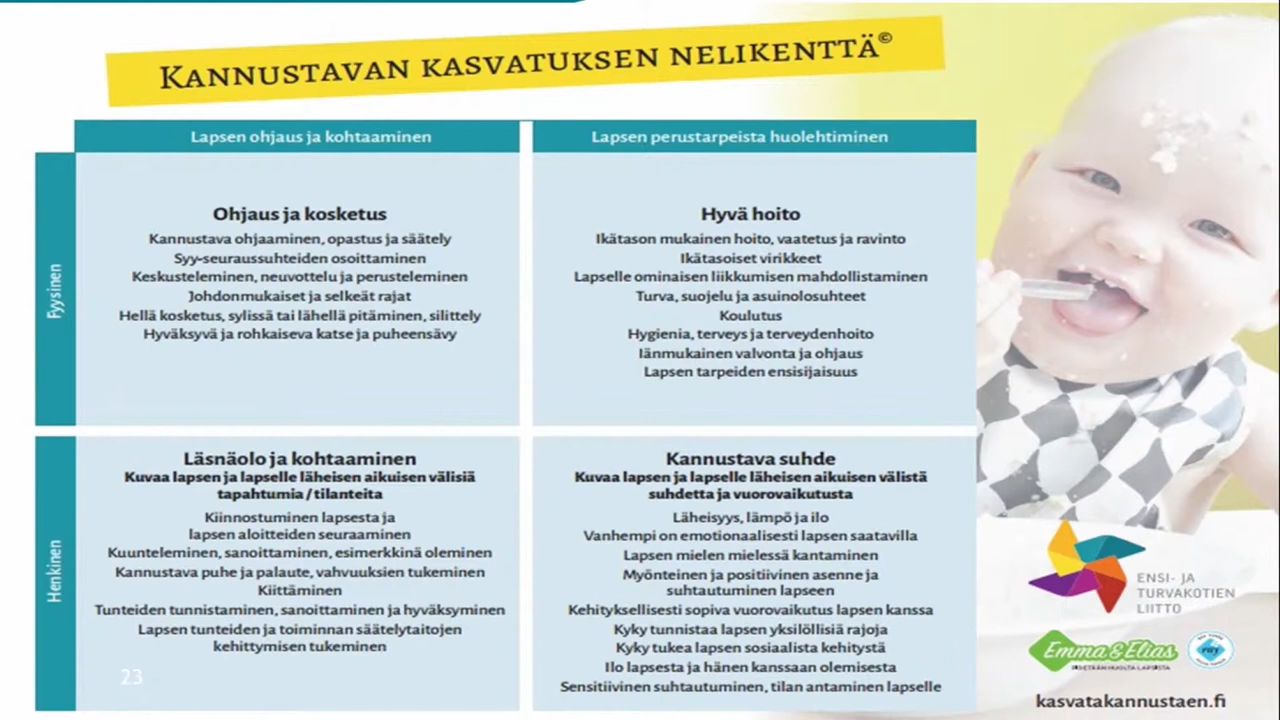 KANNUSTAVAN KASVATUKSEN NELIKENTTÄ©
Lapsen ohjaus ja kohtaaminen
Lapsen perustarpeista huolehtiminen
Fyysinen
Ohjaus ja kosketus
Kannustava ohjaaminen, opastus ja säätely
Syy-seuraussuhteiden osoittaminen
Keskusteleminen, neuvottelu ja perusteleminen
Johdonmukaiset ja selkeät rajat
Hellä kosketus, sylissä tai lähellä pitäminen, silittely
Hyväksyvä ja rohkaiseva katse ja puheensävy
Hyvä hoito
Ikätason mukainen hoito, vaatetus ja ravinto
Ikätasoiset virikkeet
Lapselle ominaisen liikkumisen mahdollistaminen
Turva, suojelu ja asuinolosuhteet
Koulutus
Hygienia, terveys ja terveydenhoito
Iänmukainen valvonta ja ohjaus
Lapsen tarpeiden ensisijaisuus
Henkinen
Läsnäolo ja kohtaaminen
Kuvaa lapsen ja lapselle läheisen aikuisen välisiä
tapahtumia / tilanteita
Kiinnostuminen lapsesta ja
lapsen aloitteiden seuraaminen
Kuunteleminen, sanoittaminen, esimerkkinä oleminen
Kannustava puhe ja palaute, vahvuuksien tukeminen
Kiittäminen
Tunteiden tunnistaminen, sanoittaminen ja hyväksyminen
Lapsen tunteiden ja toiminnan säätelytaitojen
kehittymisen tukeminen
23
Kannustava suhde
Kuvaa lapsen ja lapselle läheisen aikuisen välistä
suhdetta ja vuorovaikutusta
Läheisyys, lämpö ja ilo
Vanhempi on emotionaalisesti lapsen saatavilla
Lapsen mielen mielessä kantaminen
Myönteinen ja positiivinen asenne ja
suhtautuminen lapseen
Kehityksellisesti sopiva vuorovaikutus lapsen kanssa
Kyky tunnistaa lapsen yksilöllisiä rajoja
Kyky tukea lapsen sosiaalista kehitystä
Ilo lapsesta ja hänen kanssaan olemisesta
Sensitiivinen suhtautuminen, tilan antaminen lapselle
ENSI- JA
TURVAKOTIEN
LIITTO
Emma & Elias
PIDETÄÄN HUOLTA LAPSISTA
kasvatakannustaen.fi